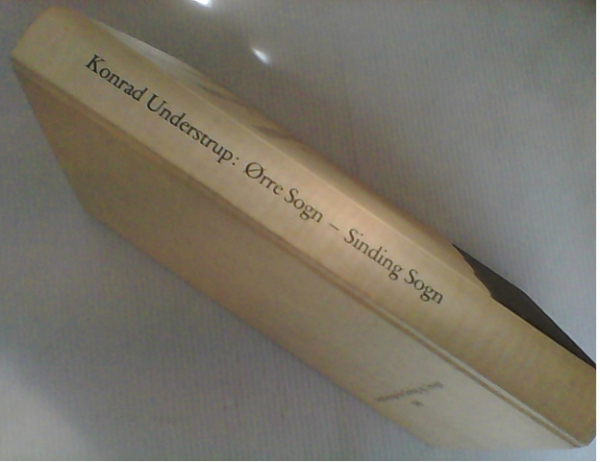 Konrad Understrup: Ørre Sogn – Sinding Sogn